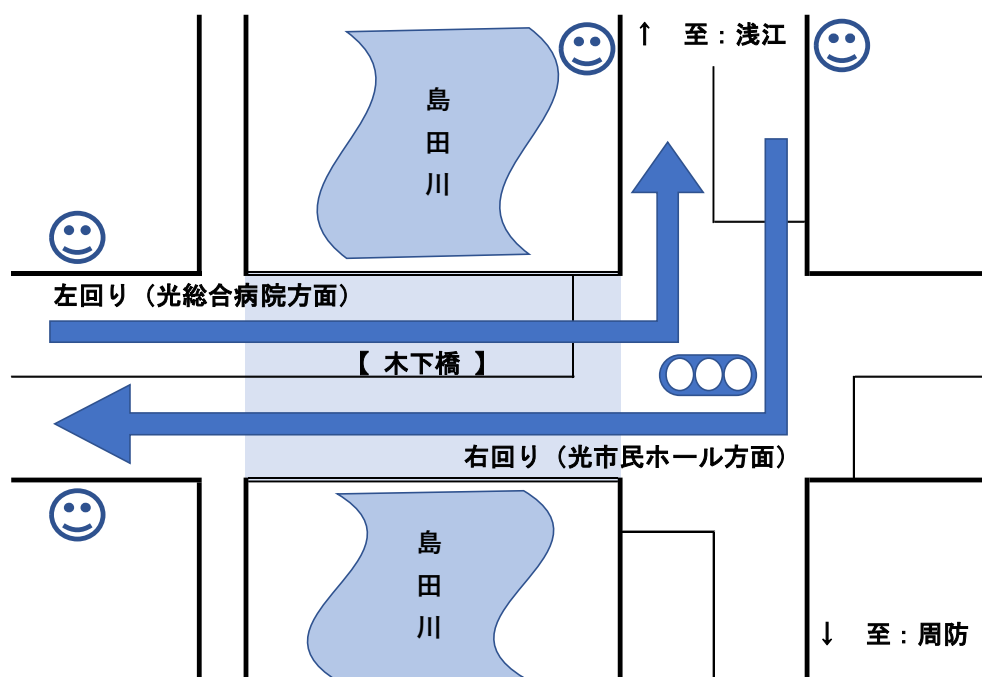 ↑ 至：浅江
島田川
左回り（光総合病院方面）
【 木下橋 】
右回り（光市民ホール方面）
島田川
↓ 至：周防